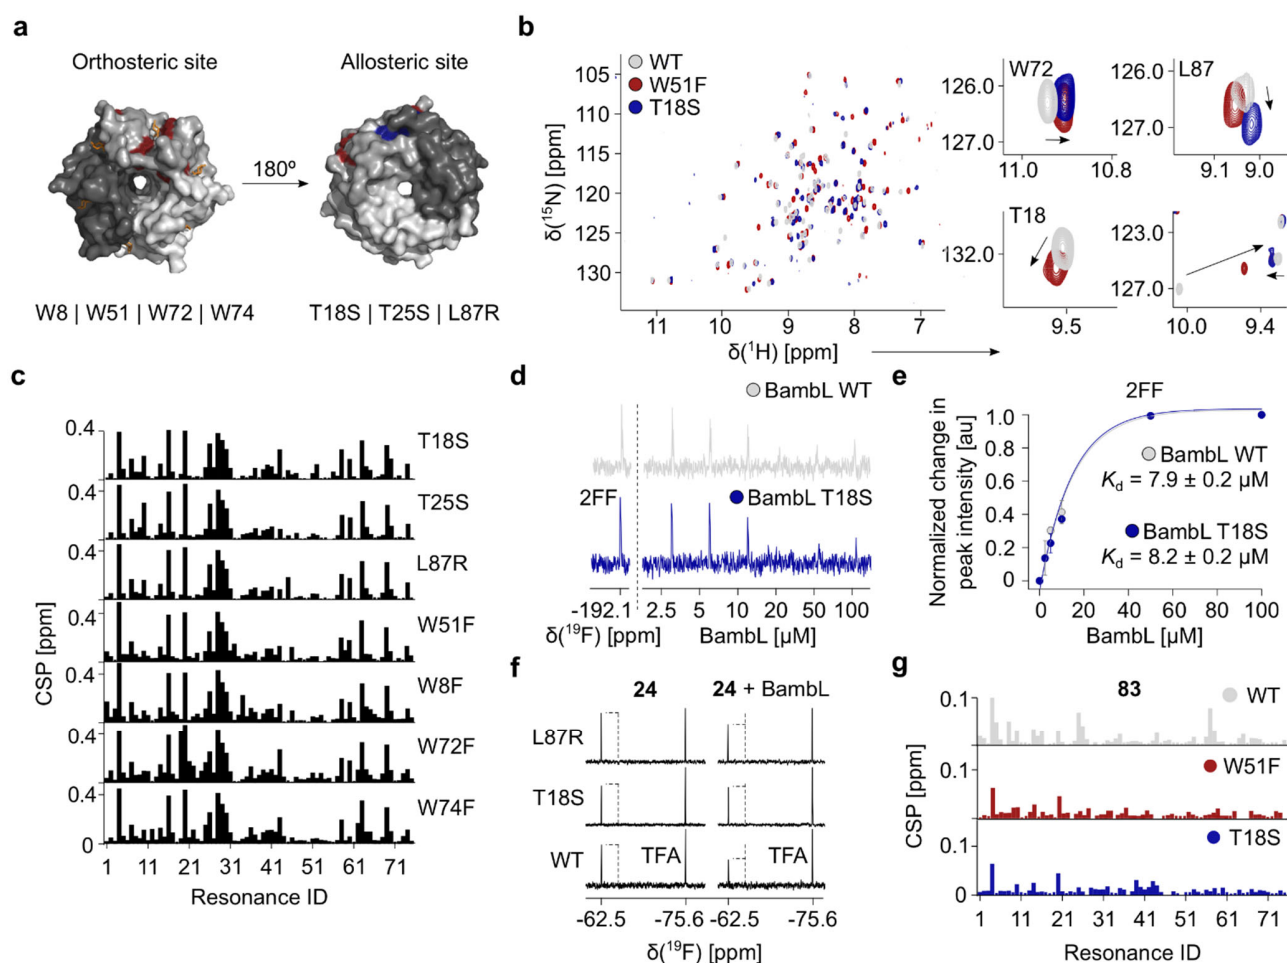 a
Orthosteric site
Allosteric site
180º
W8 | W51 | W72 | W74
T18S | T25S | L87R
b
WT
W51F
T18S
δ(¹⁵N) [ppm]
105
110
115
120
125
130
11
10
9
8
7
δ(¹H) [ppm]
W72
126.0
127.0
11.0
10.8
L87
126.0
127.0
9.1
9.0
T18
132.0
9.5
123.0
127.0
10.0
9.4
c
CSP [ppm]
0.4
T18S
0.4
T25S
0.4
L87R
0.4
W51F
0.4
W8F
0.4
W72F
0.4
W74F
0
1 11 21 31 41 51 61 71
Resonance ID
d
BambL WT
2FF
BambL T18S
-192.1
2.5 5 10 20 50 100
δ(¹⁹F) [ppm]
BambL [µM]
e
2FF
Normalized change in
peak intensity [au]
1.0
0.8
0.6
0.4
0.2
0
BambL WT
Kd = 7.9 ± 0.2 µM
BambL T18S
Kd = 8.2 ± 0.2 µM
0 20 40 60 80 100
BambL [µM]
f
24
24 + BambL
L87R
T18S
WT
TFA
TFA
-62.5
-75.6
-62.5
-75.6
δ(¹⁹F) [ppm]
g
83
CSP [ppm]
0.1
WT
0.1
W51F
0.1
T18S
0
1 11 21 31 41 51 61 71
Resonance ID